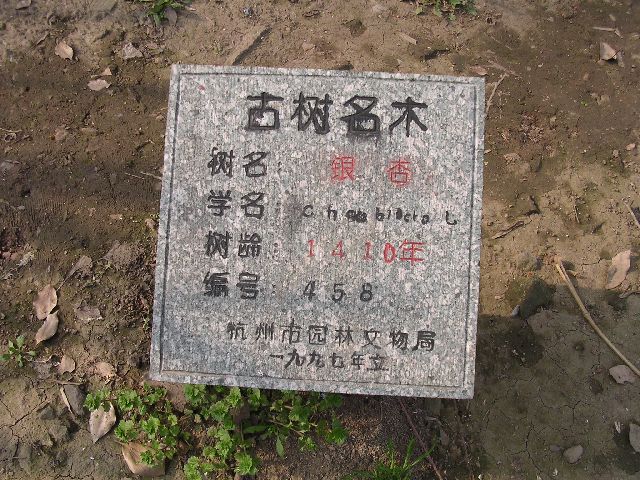 古树名木
树名： 银杏
学名：
树龄： 1410年
编号： 458
杭州市园林文物局
一九九七年立